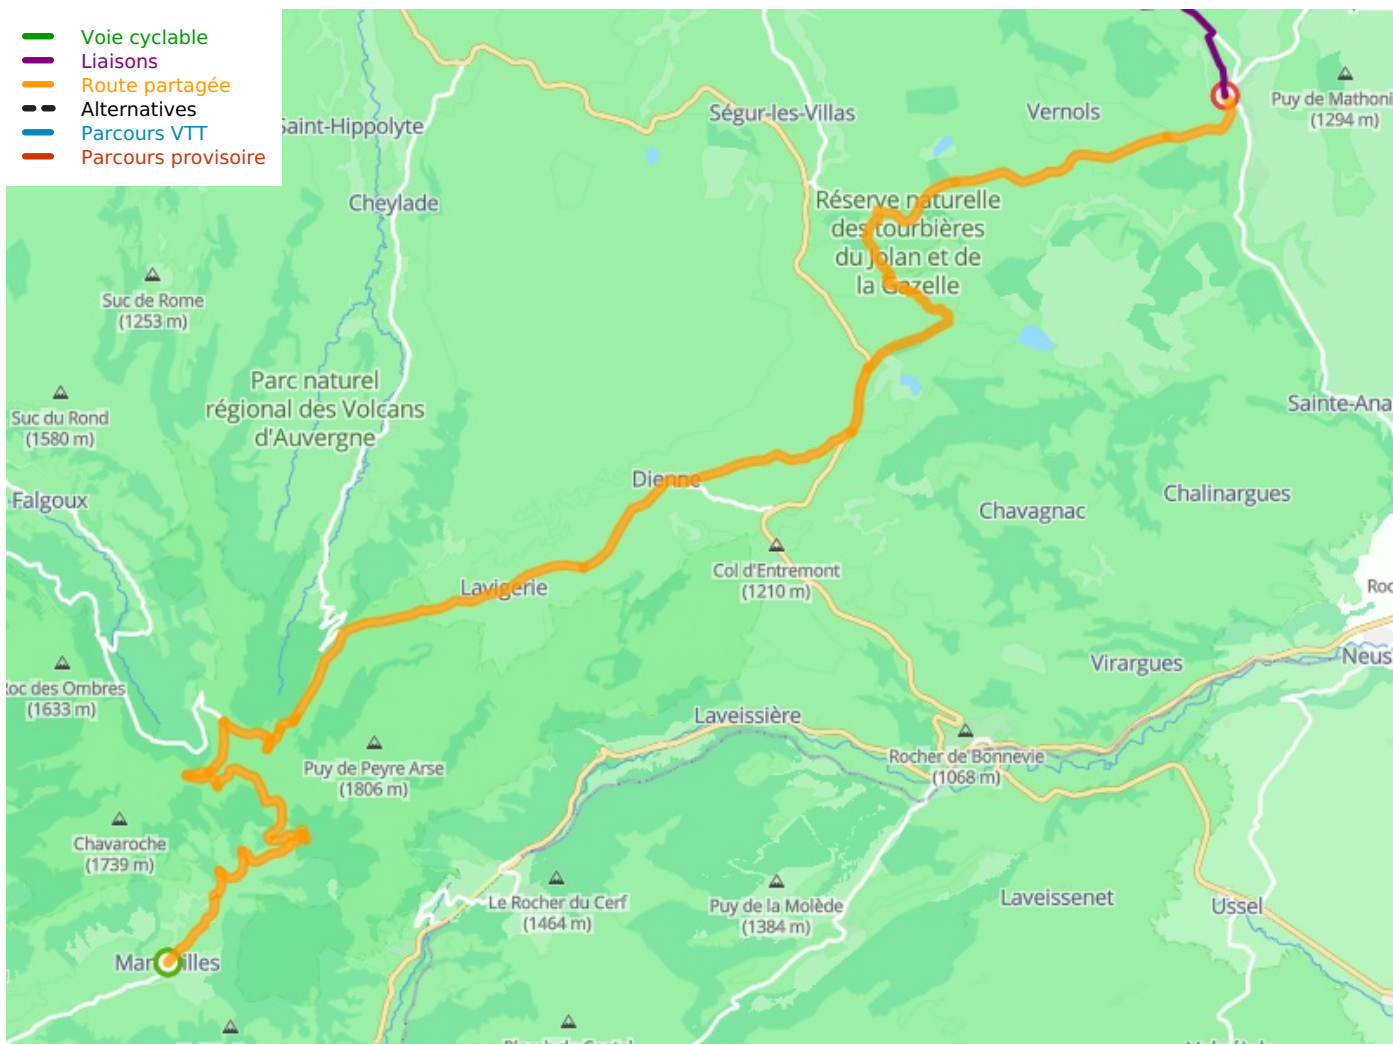 Voie cyclable
Liaisons
Route partagée
Alternatives
Parcours VTT
Parcours provisoire
Saint-Hippolyte
Ségur-les-Villas
Vernols
Puy de Mathoni
(1294 m)
Cheylade
Réserve naturelle
des tourbières
du Jolan et de
la Gazelle
Suc de Rome
(1253 m)
Parc naturel
régional des Volcans
d'Auvergne
Suc du Rond
(1580 m)
Sainte-Ana
Falgoux
Dienne
Chavagnac
Chalinargues
Col d'Entremont
(1210 m)
Lavigerie
Roc
Neus
Virargues
Roc des Ombres
(1633 m)
Laveissière
Puy de Peyre Arse
(1806 m)
Rocher de Bonnevie
(1068 m)
Chavaroche
(1739 m)
Le Rocher du Cerf
(1464 m)
Puy de la Molède
(1384 m)
Laveissenet
Ussel
Man illes